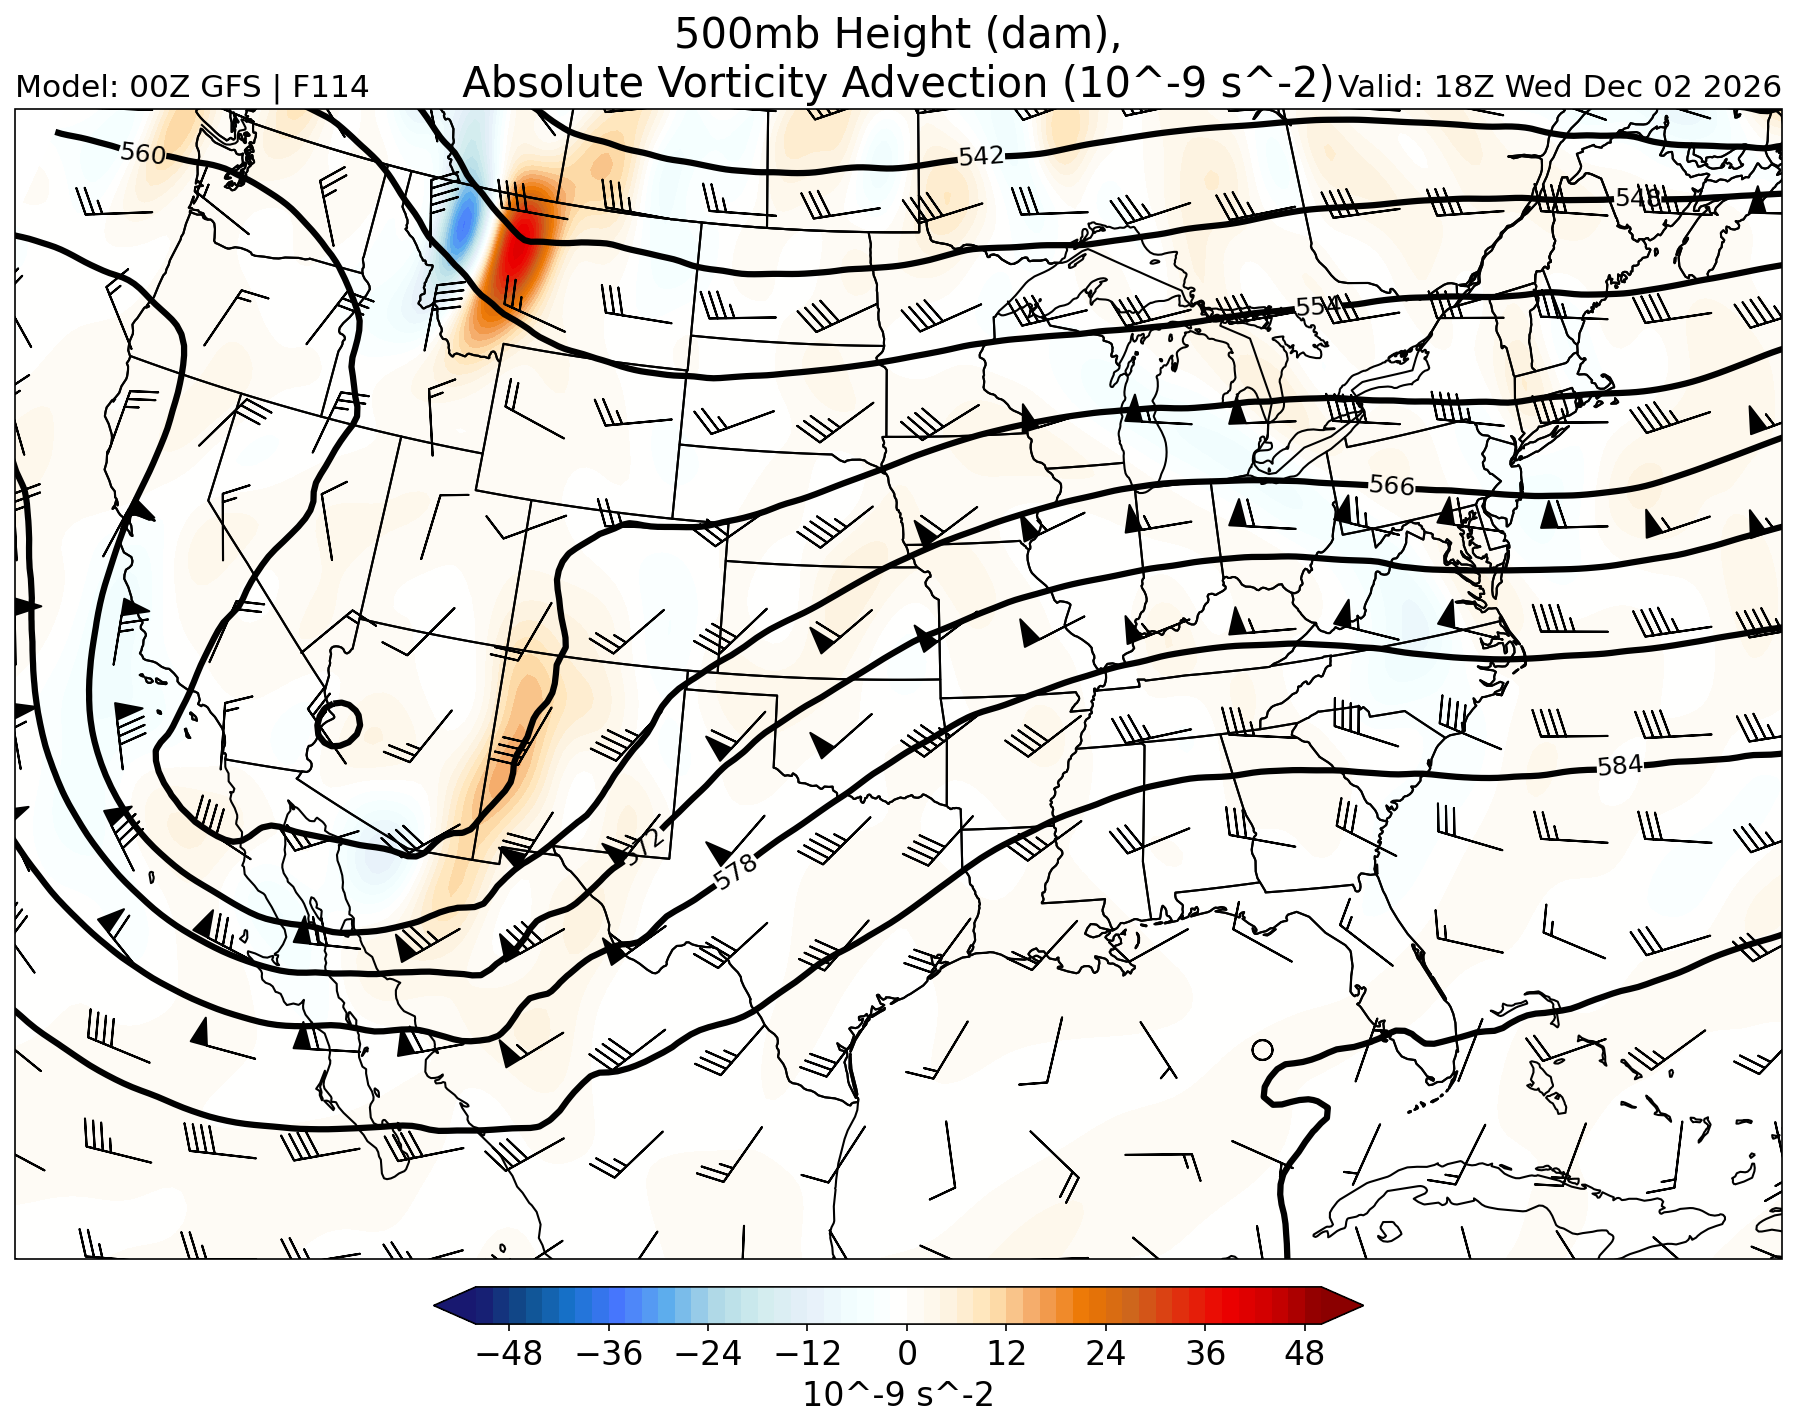 500mb Height (dam),
Model: 00Z GFS | F114
Absolute Vorticity Advection (10^-9 s^-2)
Valid: 18Z Wed Dec 02 2026
560
542
548
554
566
572
578
584
−48 −36 −24 −12 0 12 24 36 48
10^-9 s^-2